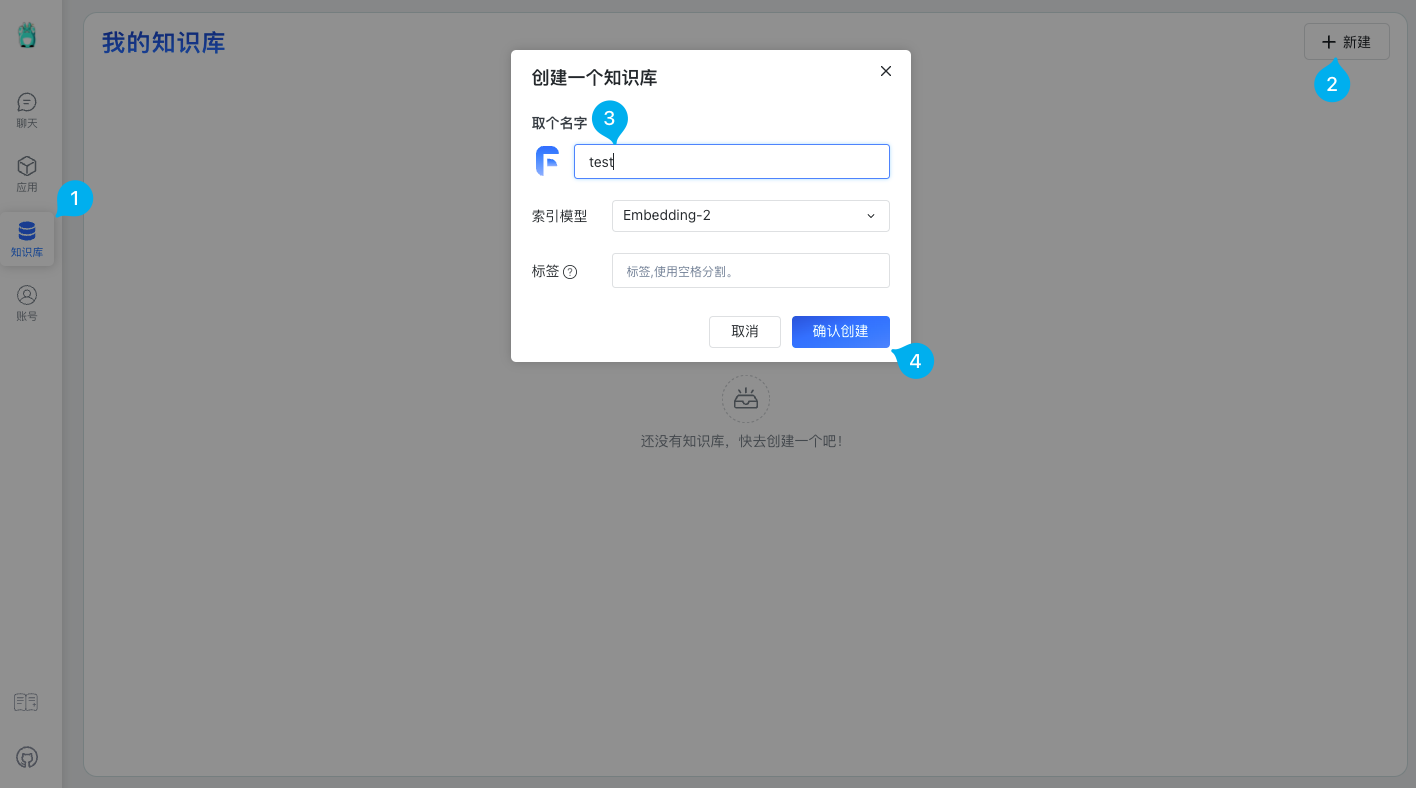 我的知识库
新建
2
聊天
应用
1
知识库
账号
创建一个知识库
取个名字
3
test
索引模型
Embedding-2
标签
?
标签,使用空格分割。
取消
确认创建
4
还没有知识库，快去创建一个吧！